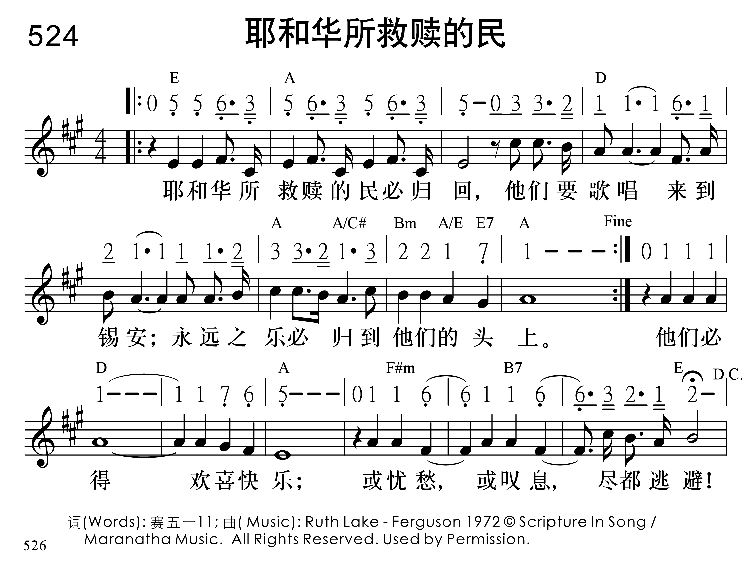 524 耶和华所救赎的民
E A D
0 5 5 6· 3 5 6· 3 5 6· 3 5 - 0 3 3· 2 1 1· 1 6· 1
4 4
耶和华所 救赎的民必归 回，他们要歌唱 来到
A A/C# Bm A/E E7 A Fine
2 1· 1 1 1· 2 3 3· 2 1 3· 3 2 2 1 7 1 - - - 0 1 1 1
锡安；永远之 乐必 归到他们的头 上。 他们必
D A F#m B7 E D.C.
1 - - - 1 1 7 6 5 - - - 0 1 1 6 6 1 1 6 6· 3 2· 1 2 -
得 欢喜快乐； 或忧愁， 或叹息， 尽都逃避！
词(Words): 赛五一11; 曲( Music): Ruth Lake - Ferguson 1972 © Scripture In Song /
Maranatha Music. All Rights Reserved. Used by Permission.
526